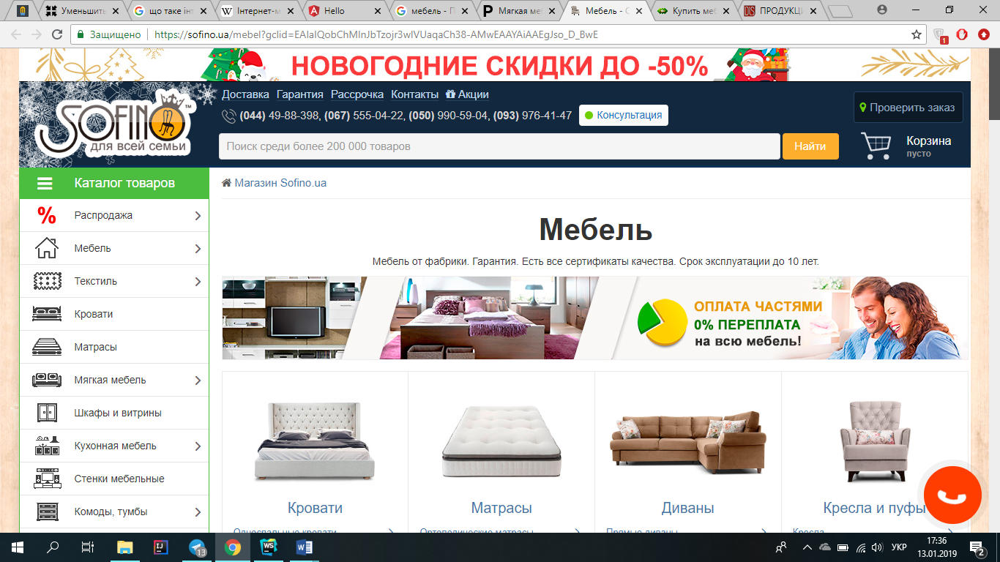 Уменьшить
що таке інт
Інтернет-м
Hello
мебель - П
Мягкая меб
Мебель - С
Купить меб
ПРОДУКЦИ
Защищено
https://sofino.ua/mebel?gclid=EAIaIQobChMInJbTzojr3wIVUaqaCh38-AMwEAAYAiAAEgJso_D_BwE
1
НОВОГОДНИЕ СКИДКИ ДО -50%
SOFINO™
для всей семьи
Доставка Гарантия Рассрочка Контакты Акции
(044) 49-88-398, (067) 555-04-22, (050) 990-59-04, (093) 976-41-47 Консультация
Проверить заказ
Поиск среди более 200 000 товаров
Найти
Корзина
пусто
Каталог товаров
Распродажа
Мебель
Текстиль
Кровати
Матрасы
Мягкая мебель
Шкафы и витрины
Кухонная мебель
Стенки мебельные
Комоды, тумбы
Магазин Sofino.ua
Мебель
Мебель от фабрики. Гарантия. Есть все сертификаты качества. Срок эксплуатации до 10 лет.
ОПЛАТА ЧАСТЯМИ
0% ПЕРЕПЛАТА
на всю мебель!
Кровати
Матрасы
Диваны
Кресла и пуфы
Односпальные кровати
Ортопедические матрасы
Прямые диваны
Кресла
13
УКР
17:36
13.01.2019
2